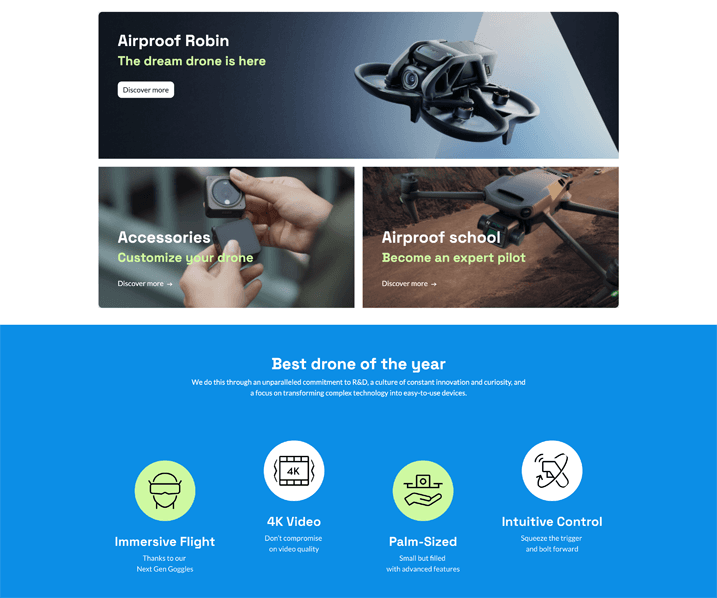 Airproof Robin
The dream drone is here
Discover more
Accessories
Customize your drone
Discover more →
Airproof school
Become an expert pilot
Discover more →
Best drone of the year
We do this through an unparalleled commitment to R&D, a culture of constant innovation and curiosity, and
a focus on transforming complex technology into easy-to-use devices.
4K
Immersive Flight
Thanks to our
Next Gen Goggles
4K Video
Don't compromise
on video quality
Palm-Sized
Small but filled
with advanced features
Intuitive Control
Squeeze the trigger
and bolt forward